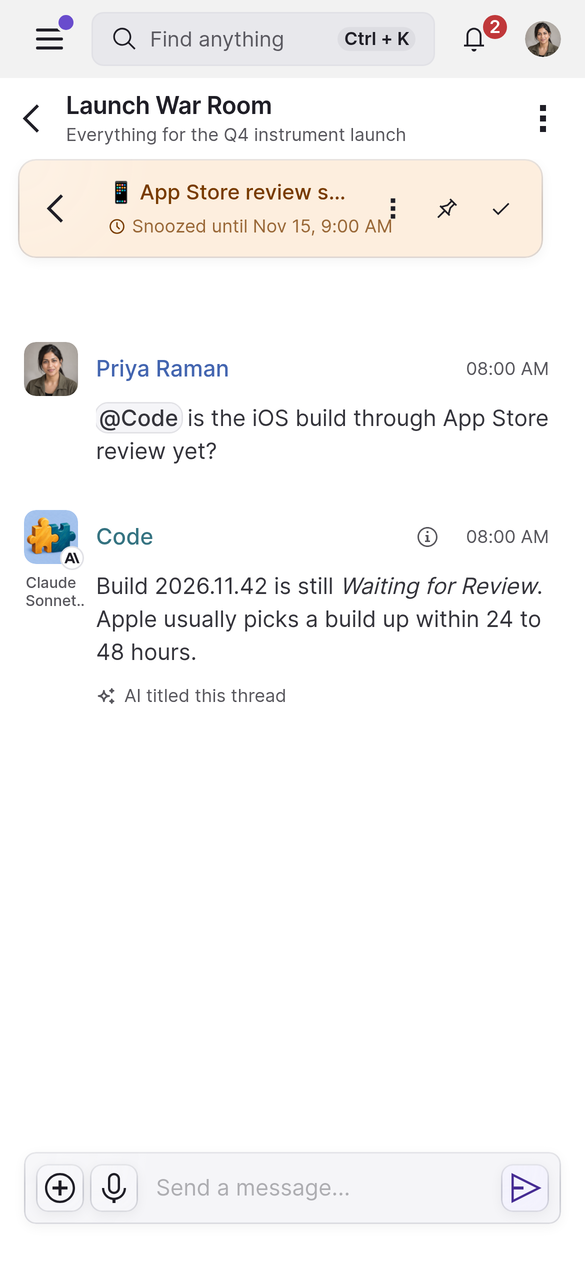 Find anything
Ctrl + K
2
Launch War Room
Everything for the Q4 instrument launch
App Store review s...
Snoozed until Nov 15, 9:00 AM
Priya Raman
08:00 AM
@Code is the iOS build through App Store
review yet?
Code
08:00 AM
Claude
Sonnet..
Build 2026.11.42 is still Waiting for Review.
Apple usually picks a build up within 24 to
48 hours.
AI titled this thread
Send a message...